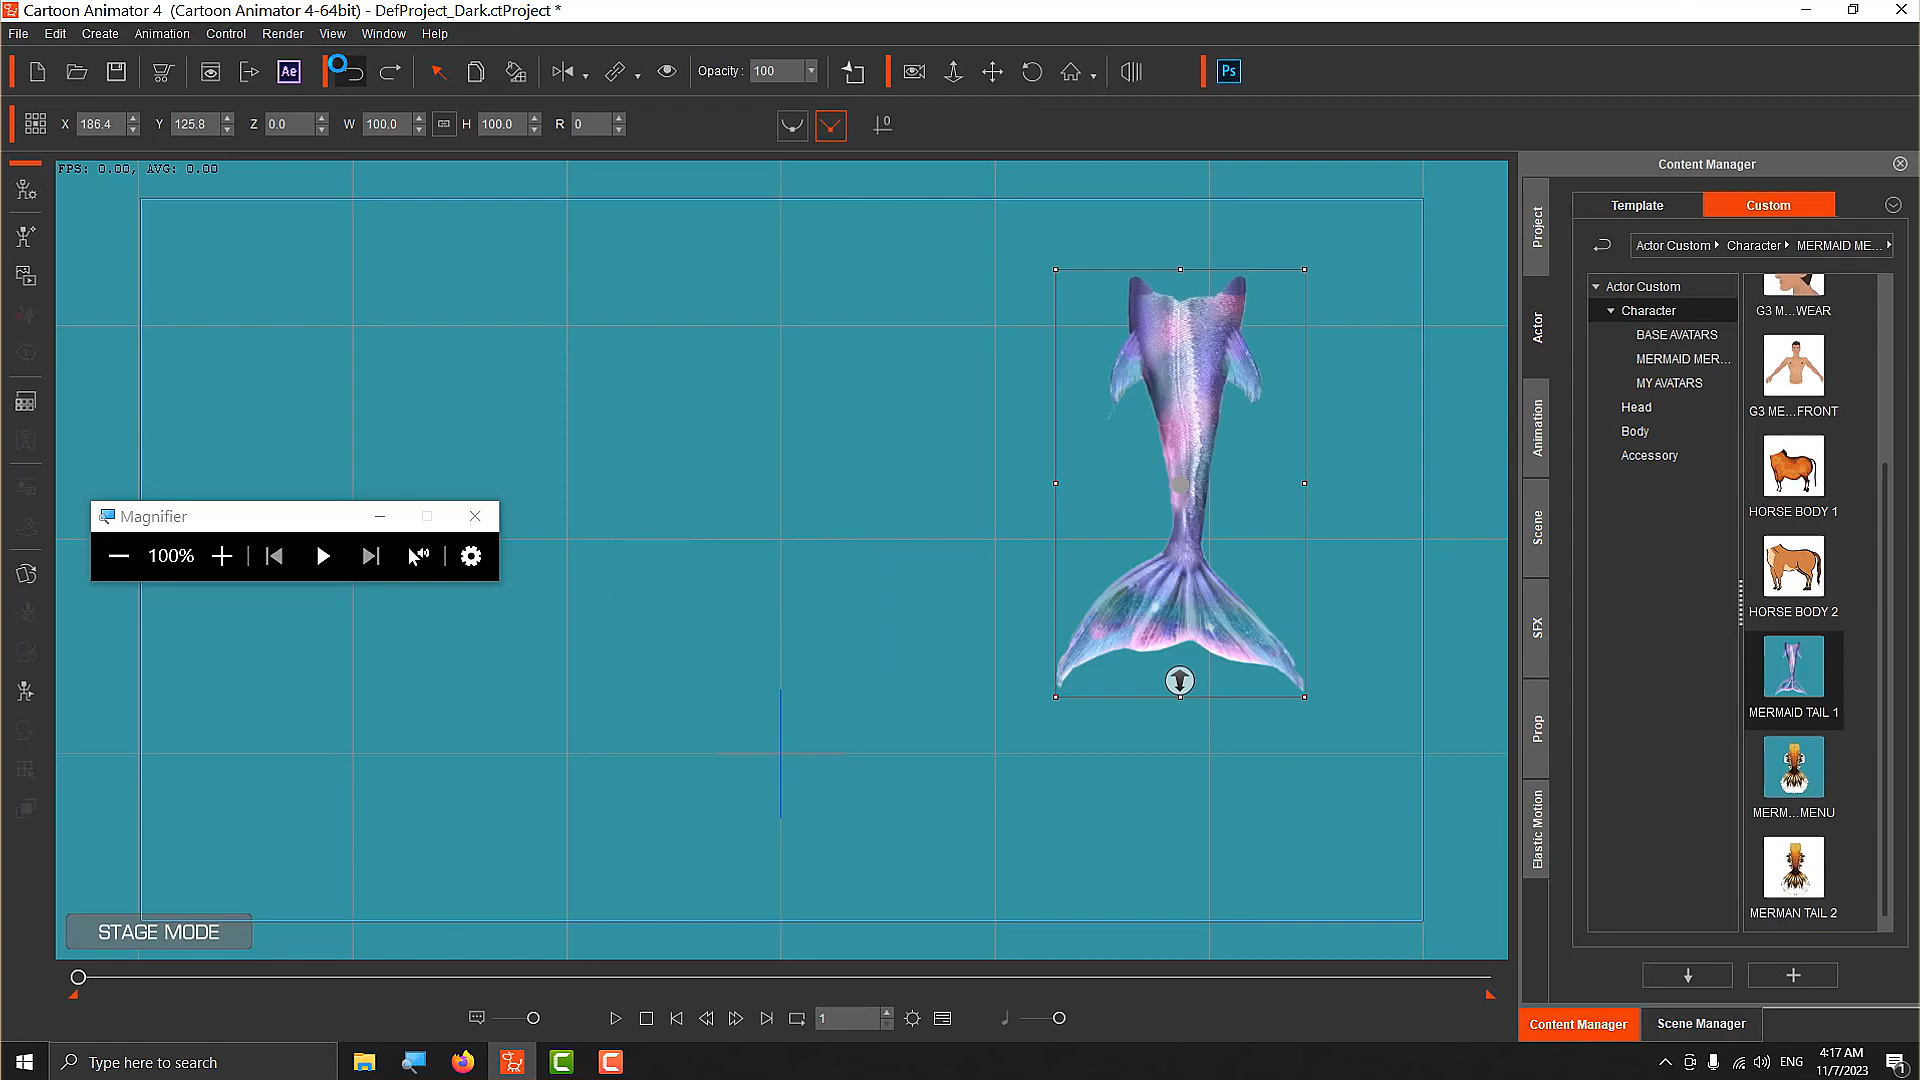 Cartoon Animator 4  (Cartoon Animator 4-64bit) - DefProject_Dark.ctProject *
File Edit Create Animation Control Render View Window Help
Ae Opacity : 100 Ps
X 186.4 Y 125.8 Z 0.0 W 100.0 H 100.0 R 0 0
FPS: 0.00, AVG: 0.00
Content Manager
Template Custom
Actor Custom Character MERMAID ME...
Project
Actor
Animation
Scene
SFX
Prop
Elastic Motion
Actor Custom
Character
BASE AVATARS
MERMAID MER...
MY AVATARS
Head
Body
Accessory
G3 M...WEAR
G3 ME...FRONT
HORSE BODY 1
HORSE BODY 2
MERMAID TAIL 1
MERM...MENU
MERMAN TAIL 2
Magnifier
100%
STAGE MODE
1
Content Manager Scene Manager
Type here to search
ENG
4:17 AM
11/7/2023
1